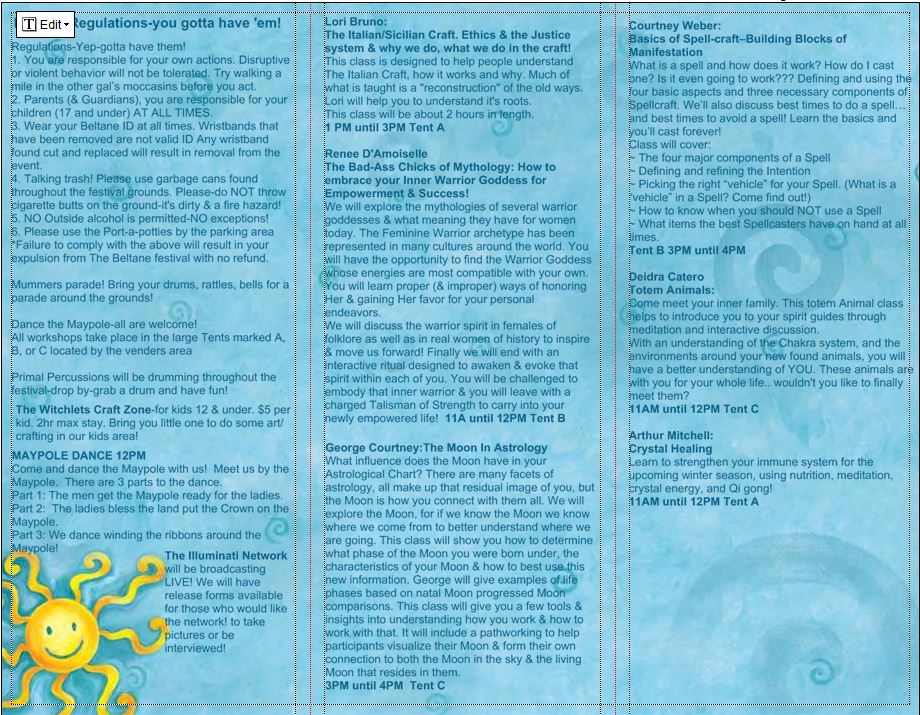 Edit
Regulations-you gotta have 'em!
Regulations-Yep-gotta have them!
1. You are responsible for your own actions. Disruptive
or violent behavior will not be tolerated. Try walking a
mile in the other gal's moccasins before you act.
2. Parents (& Guardians), you are responsible for your
children (17 and under) AT ALL TIMES.
3. Wear your Beltane ID at all times. Wristbands that
have been removed are not valid ID Any wristband
found cut and replaced will result in removal from the
event.
4. Talking trash! Please use garbage cans found
throughout the festival grounds. Please-do NOT throw
cigarette butts on the ground-it's dirty & a fire hazard!
5. NO Outside alcohol is permitted-NO exceptions!
6. Please use the Port-a-potties by the parking area
*Failure to comply with the above will result in your
expulsion from The Beltane festival with no refund.
Mummers parade! Bring your drums, rattles, bells for a
parade around the grounds!
Dance the Maypole-all are welcome!
All workshops take place in the large Tents marked A,
B, or C located by the venders area
Primal Percussions will be drumming throughout the
festival-drop by-grab a drum and have fun!
The Witchlets Craft Zone-for kids 12 & under. $5 per
kid. 2hr max stay. Bring you little one to do some art/
crafting in our kids area!
MAYPOLE DANCE 12PM
Come and dance the Maypole with us! Meet us by the
Maypole. There are 3 parts to the dance.
Part 1: The men get the Maypole ready for the ladies.
Part 2: The ladies bless the land put the Crown on the
Maypole.
Part 3: We dance winding the ribbons around the
Maypole!
The Illuminati Network
will be broadcasting
LIVE! We will have
release forms available
for those who would like
the network! to take
pictures or be
interviewed!
Lori Bruno:
The Italian/Sicilian Craft. Ethics & the Justice
system & why we do, what we do in the craft!
This class is designed to help people understand
The Italian Craft, how it works and why. Much of
what is taught is a "reconstruction" of the old ways.
Lori will help you to understand it's roots.
This class will be about 2 hours in length.
1 PM until 3PM Tent A
Renee D'Amoiselle
The Bad-Ass Chicks of Mythology: How to
embrace your Inner Warrior Goddess for
Empowerment & Success!
We will explore the mythologies of several warrior
goddesses & what meaning they have for women
today. The Feminine Warrior archetype has been
represented in many cultures around the world. You
will have the opportunity to find the Warrior Goddess
whose energies are most compatible with your own.
You will learn proper (& improper) ways of honoring
Her & gaining Her favor for your personal
endeavors.
We will discuss the warrior spirit in females of
folklore as well as in real women of history to inspire
& move us forward! Finally we will end with an
interactive ritual designed to awaken & evoke that
spirit within each of you. You will be challenged to
embody that inner warrior & you will leave with a
charged Talisman of Strength to carry into your
newly empowered life! 11A until 12PM Tent B
George Courtney:The Moon In Astrology
What influence does the Moon have in your
Astrological Chart? There are many facets of
astrology, all make up that residual image of you, but
the Moon is how you connect with them all. We will
explore the Moon, for if we know the Moon we know
where we come from to better understand where we
are going. This class will show you how to determine
what phase of the Moon you were born under, the
characteristics of your Moon & how to best use this
new information. George will give examples of life
phases based on natal Moon progressed Moon
comparisons. This class will give you a few tools &
insights into understanding how you work & how to
work with that. It will include a pathworking to help
participants visualize their Moon & form their own
connection to both the Moon in the sky & the living
Moon that resides in them.
3PM until 4PM Tent C
Courtney Weber:
Basics of Spell-craft–Building Blocks of
Manifestation
What is a spell and how does it work? How do I cast
one? Is it even going to work??? Defining and using the
four basic aspects and three necessary components of
Spellcraft. We'll also discuss best times to do a spell…
and best times to avoid a spell! Learn the basics and
you'll cast forever!
Class will cover:
~ The four major components of a Spell
~ Defining and refining the Intention
~ Picking the right “vehicle” for your Spell. (What is a
“vehicle” in a Spell? Come find out!)
~ How to know when you should NOT use a Spell
~ What items the best Spellcasters have on hand at all
times.
Tent B 3PM until 4PM
Deidra Catero
Totem Animals:
Come meet your inner family. This totem Animal class
helps to introduce you to your spirit guides through
meditation and interactive discussion.
With an understanding of the Chakra system, and the
environments around your new found animals, you will
have a better understanding of YOU. These animals are
with you for your whole life.. wouldn't you like to finally
meet them?
11AM until 12PM Tent C
Arthur Mitchell:
Crystal Healing
Learn to strengthen your immune system for the
upcoming winter season, using nutrition, meditation,
crystal energy, and Qi gong!
11AM until 12PM Tent A